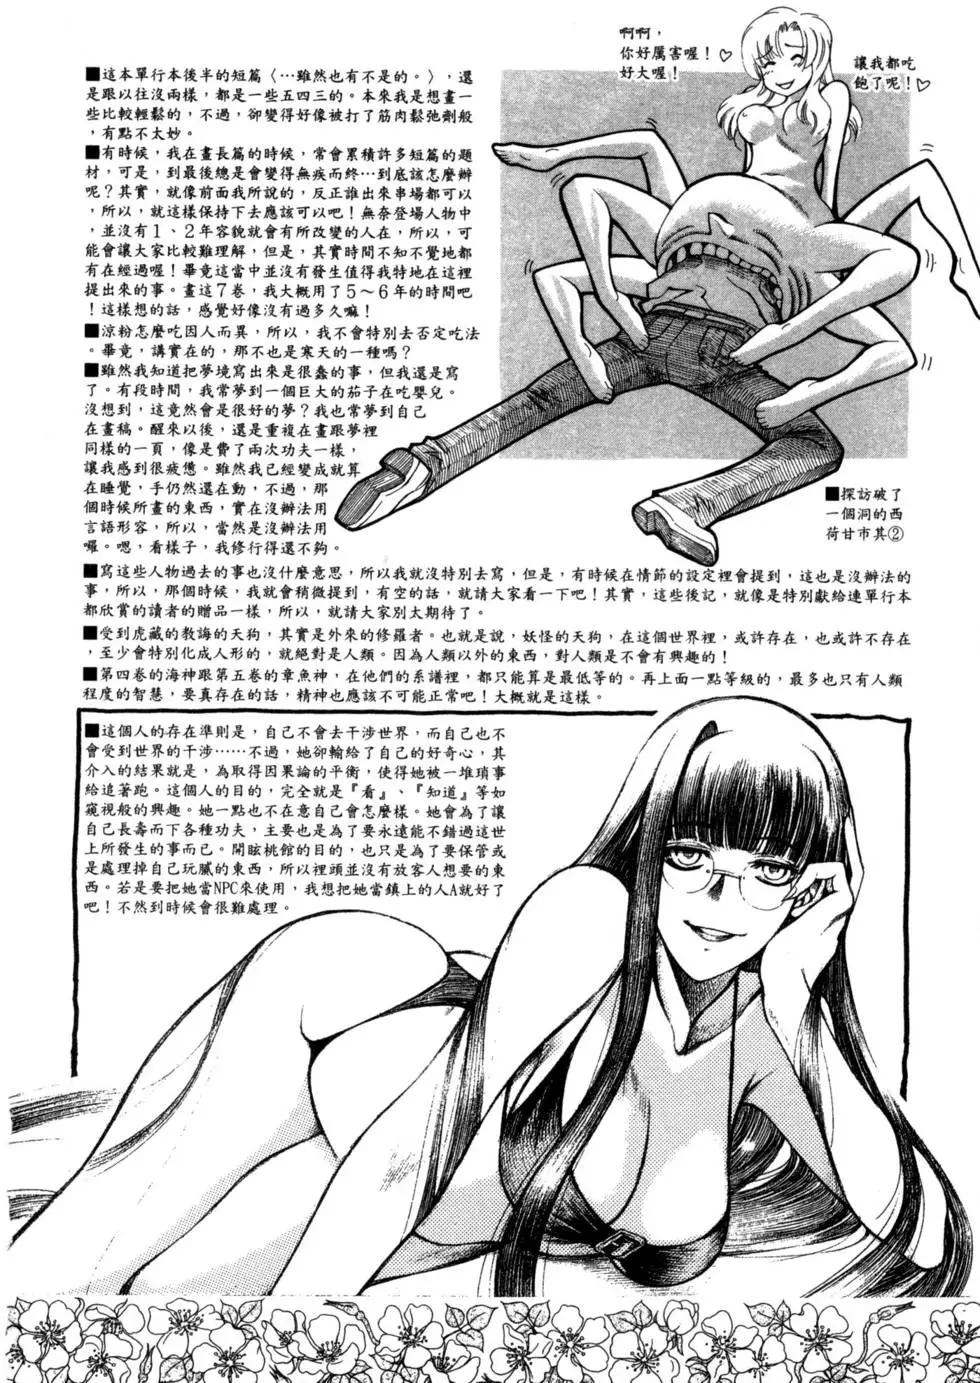 ■這本單行本後半的短篇〈…雖然也有不是的。〉，還
是跟以往沒兩樣，都是一些五四三的。本來我是想畫一
些比較輕鬆的，不過，卻變得好像被打了筋肉鬆弛劑般
，有點不太妙。
■有時候，我在畫長篇的時候，常會累積許多短篇的題
材，可是，到最後總是會變得無疾而終…到底該怎麼辦
呢？其實，就像前面我所說的，反正誰出來串場都可以
，所以，就這樣保持下去應該可以吧！無奈登場人物中
，並沒有１、２年容貌就會有所改變的人在，所以，可
能會讓大家比較難理解，但是，其實時間不知不覺地都
有在經過喔！畢竟這當中並沒有發生值得我特地在這裡
提出來的事。畫這７卷，我大概用了５～６年的時間吧
！這樣想的話，感覺好像沒有過多久嘛！
■涼粉怎麼吃因人而異，所以，我不會特別去否定吃法
。畢竟，講實在的，那不也是寒天的一種嗎？
■雖然我知道把夢境寫出來是很蠢的事，但我還是寫
了。有段時間，我常夢到一個巨大的茄子在吃嬰兒。
沒想到，這竟然會是很好的夢？我也常夢到自己
在畫稿。醒來以後，還是重複在畫跟夢裡
同樣的一頁，像是費了兩次功夫一樣，
讓我感到很疲憊。雖然我已經變成就算
在睡覺，手仍然還在動，不過，那
個時候所畫的東西，實在沒辦法用
言語形容，所以，當然是沒辦法用
囉。嗯，看樣子，我修行得還不夠。
啊啊，
你好厲害喔！♡
好大喔！
讓我都吃
飽了呢！♡
■探訪破了
一個洞的西
荷甘市其②
■寫這些人物過去的事也沒什麼意思，所以我就沒特別去寫，但是，有時候在情節的設定裡會提到，這也是沒辦法的
事，所以，那個時候，我就會稍微提到，有空的話，就請大家看一下吧！其實，這些後記，就像是特別獻給連單行本
都欣賞的讀者的贈品一樣，所以，就請大家別太期待了。
■受到虎藏的教誨的天狗，其實是外來的修羅者。也就是說，妖怪的天狗，在這個世界裡，或許存在，也或許不存在
，至少會特別化成人形的，就絕對是人類。因為人類以外的東西，對人類是不會有興趣的！
■第四卷的海神跟第五卷的章魚神，在他們的系譜裡，都只能算是最低等的。再上面一點等級的，最多也只有人類
程度的智慧，要真存在的話，精神也應該不可能正常吧！大概就是這樣。
■這個人的存在準則是，自己不會去干涉世界，而自己也不
會受到世界的干涉……不過，她卻輸給了自己的好奇心，其
介入的結果就是，為取得因果論的平衡，使得她被一堆瑣事
給追著跑。這個人的目的，完全就是『看』、『知道』等如
窺視般的興趣。她一點也不在意自己會怎麼樣。她會為了讓
自己長壽而下各種功夫，主要也是為了要永遠能不錯過這世
上所發生的事而已。開眩桃館的目的，也只是為了要保管或
是處理掉自己玩膩的東西，所以裡頭並沒有放客人想要的東
西。若是要把她當NPC來使用，我想把她當鎮上的人A就好了
吧！不然到時候會很難處理。